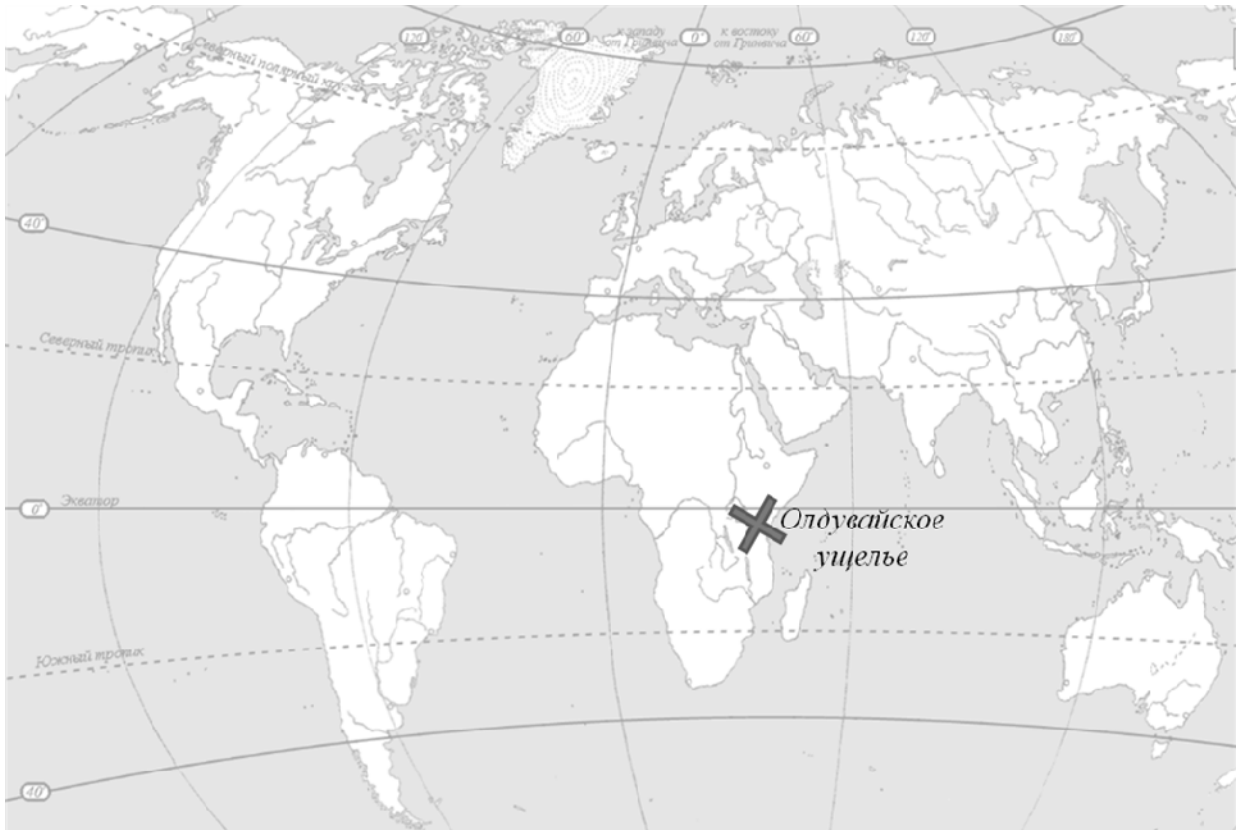 120°
60°
к западу
от Гринвича
0°
к востоку
от Гринвича
60°
120°
180°
Северный полярный круг
40°
Северный тропик
0°
Экватор
Олдувайское
ущелье
Южный тропик
40°